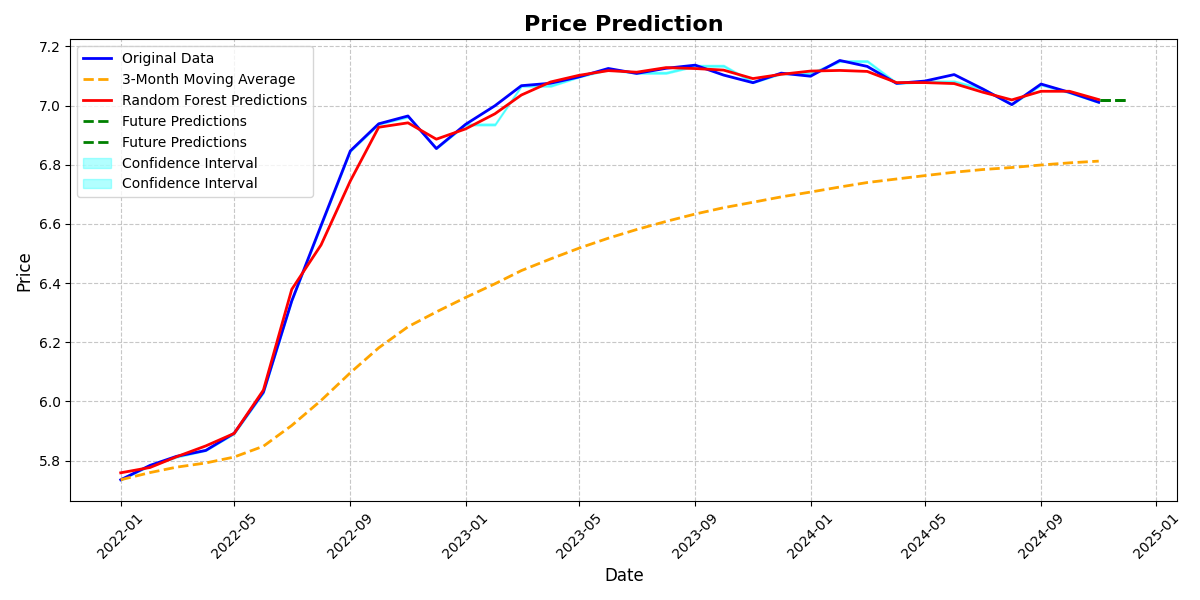 Price Prediction
Original Data
3-Month Moving Average
Random Forest Predictions
Future Predictions
Future Predictions
Confidence Interval
Confidence Interval
7.2
7.0
6.8
6.6
6.4
6.2
6.0
5.8
Price
2022-01
2022-05
2022-09
2023-01
2023-05
2023-09
2024-01
2024-05
2024-09
2025-01
Date